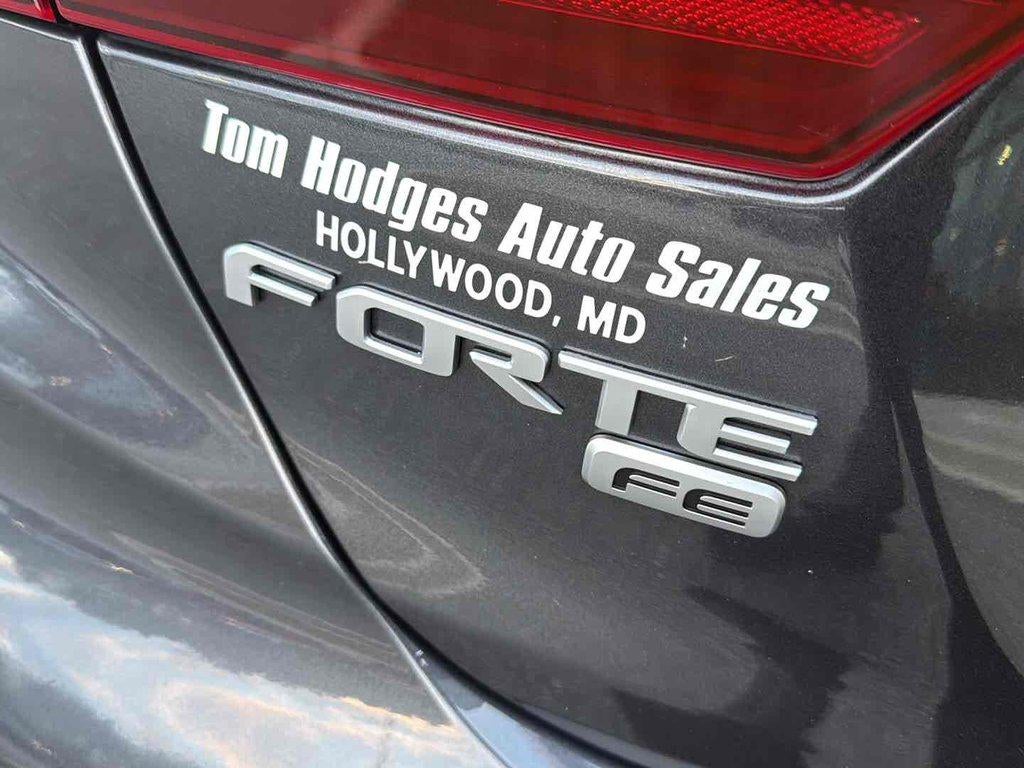 Tom Hodges Auto Sales
HOLLYWOOD, MD
FORTE
FE